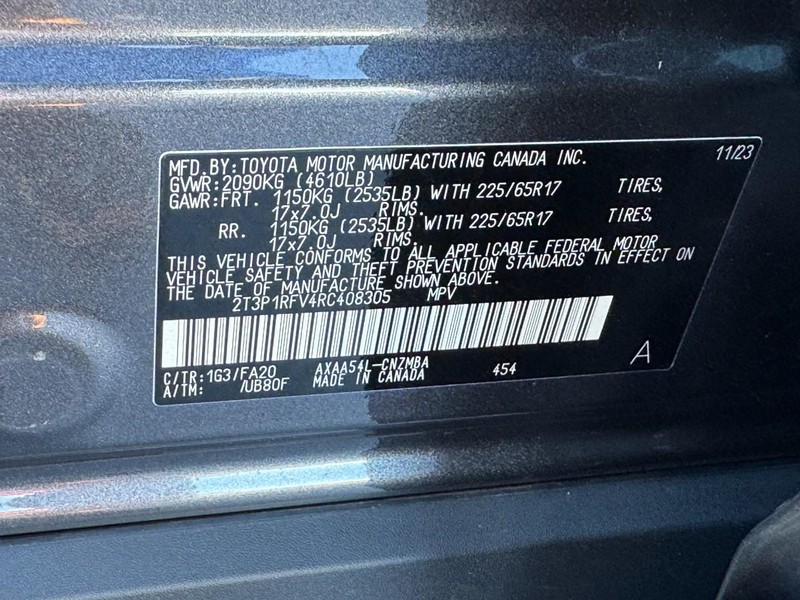 MFD.BY:TOYOTA MOTOR MANUFACTURING CANADA INC. 11/23
GVWR:2090KG (4610LB)
GAWR:FRT. 1150KG (2535LB) WITH 225/65R17 TIRES,
17x7.0J RIMS.
RR. 1150KG (2535LB) WITH 225/65R17 TIRES,
17x7.0J RIMS.
THIS VEHICLE CONFORMS TO ALL APPLICABLE FEDERAL MOTOR
VEHICLE SAFETY AND THEFT PREVENTION STANDARDS IN EFFECT ON
THE DATE OF MANUFACTURE SHOWN ABOVE.
2T3P1RFV4RC408305 MPV
C/TR:1G3/FA20 AXAA54L-CNZMBA 454 A
A/TM: /UB80F MADE IN CANADA